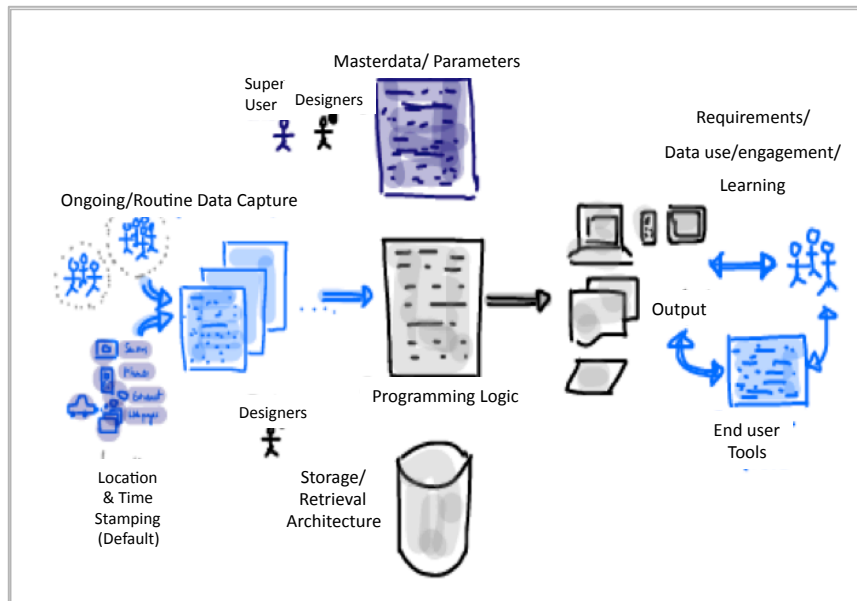 Masterdata/ Parameters
Super
User
Designers
Requirements/
Data use/engagement/
Learning
Ongoing/Routine Data Capture
Output
Programming Logic
Designers
End user
Tools
Location
& Time
Stamping
(Default)
Storage/
Retrieval
Architecture